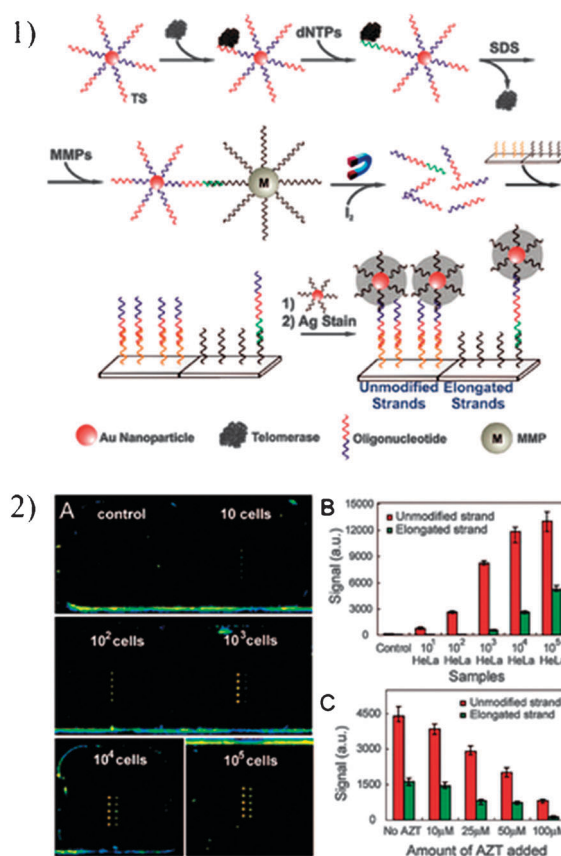 1)
TS
dNTPs
SDS
MMPs
M
I₂
1)
2) Ag Stain
Unmodified Elongated
Strands Strands
Au Nanoparticle Telomerase Oligonucleotide M MMP
2)
A
control 10 cells
10² cells 10³ cells
10⁴ cells 10⁵ cells
B
Unmodified strand
Elongated strand
Signal (a.u.)
15000
12000
9000
6000
3000
0
Control 10¹ HeLa 10² HeLa 10³ HeLa 10⁴ HeLa 10⁵ HeLa
Samples
C
Unmodified strand
Elongated strand
Signal (a.u.)
4500
3000
1500
0
No AZT 10µM 25µM 50µM 100µM
Amount of AZT added